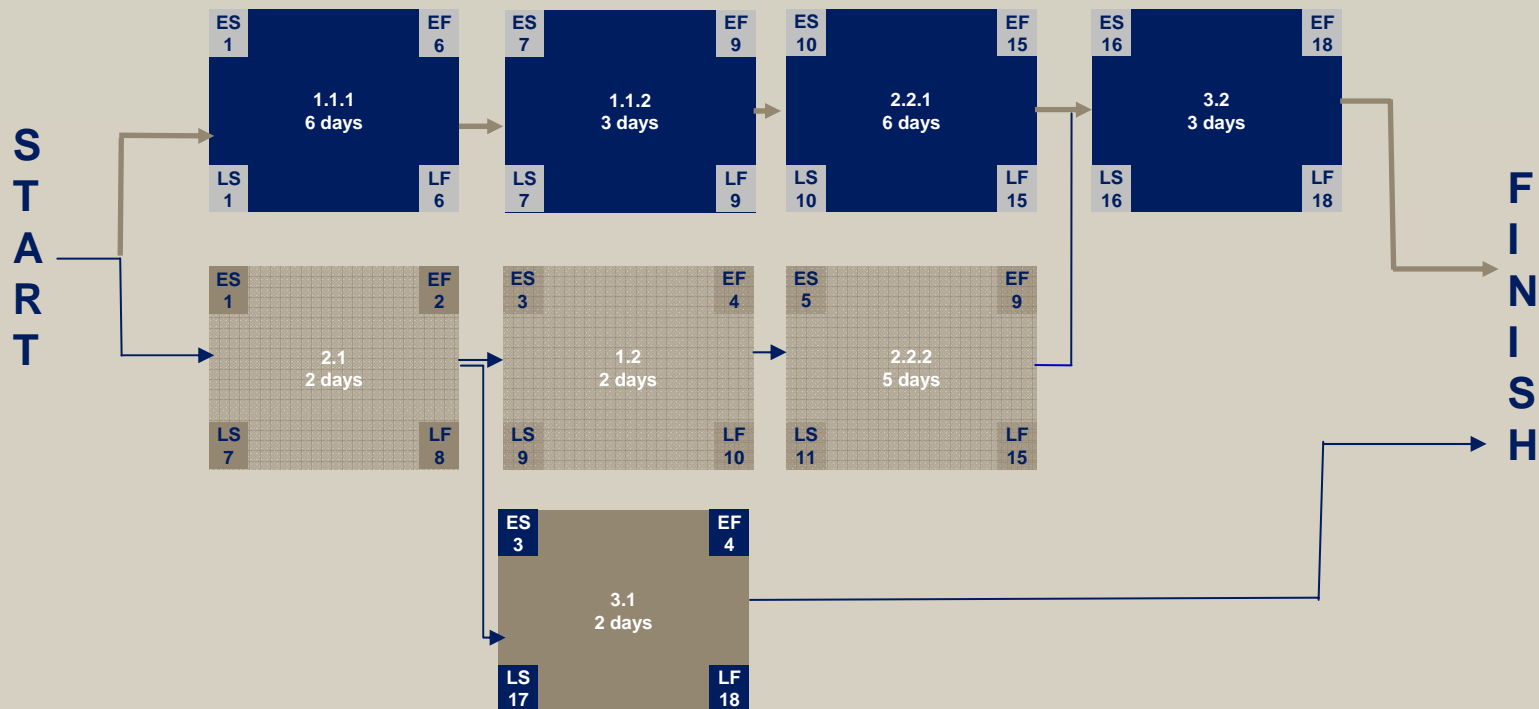 START
ES
1
EF
6
1.1.1
6 days
LS
1
LF
6
ES
7
EF
9
1.1.2
3 days
LS
7
LF
9
ES
10
EF
15
2.2.1
6 days
LS
10
LF
15
ES
16
EF
18
3.2
3 days
LS
16
LF
18
ES
1
EF
2
2.1
2 days
LS
7
LF
8
ES
3
EF
4
1.2
2 days
LS
9
LF
10
ES
5
EF
9
2.2.2
5 days
LS
11
LF
15
ES
3
EF
4
3.1
2 days
LS
17
LF
18
FINISH